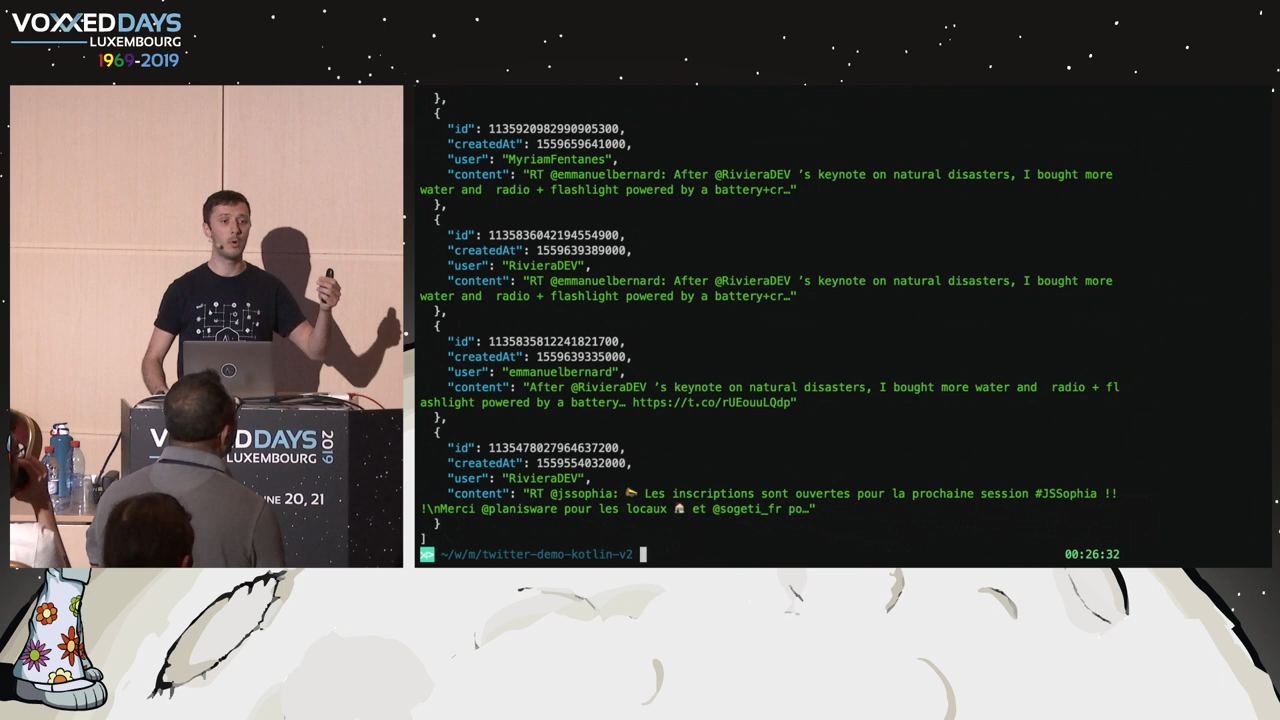 VOXXED DAYS
LUXEMBOURG
1969-2019
},
{
"id": 1135920982990905300,
"createdAt": 1559659641000,
"user": "MyriamFentanes",
"content": "RT @emmanuelbernard: After @RivieraDEV ’s keynote on natural disasters, I bought more
water and  radio + flashlight powered by a battery+cr…"
},
{
"id": 1135836042194554900,
"createdAt": 1559639389000,
"user": "RivieraDEV",
"content": "RT @emmanuelbernard: After @RivieraDEV ’s keynote on natural disasters, I bought more
water and  radio + flashlight powered by a battery+cr…"
},
{
"id": 1135835812241821700,
"createdAt": 1559639335000,
"user": "emmanuelbernard",
"content": "After @RivieraDEV ’s keynote on natural disasters, I bought more water and  radio + fl
ashlight powered by a battery… https://t.co/rUEouuLQdp"
},
{
"id": 1135478027964637200,
"createdAt": 1559554032000,
"user": "RivieraDEV",
"content": "RT @jssophia: 📣 Les inscriptions sont ouvertes pour la prochaine session #JSSophia !!
!\nMerci @planisware pour les locaux 🏠 et @sogeti_fr po…"
}
]
~/w/m/twitter-demo-kotlin-v2 00:26:32
DAYS
LUXEMBOURG
2019
20, 21